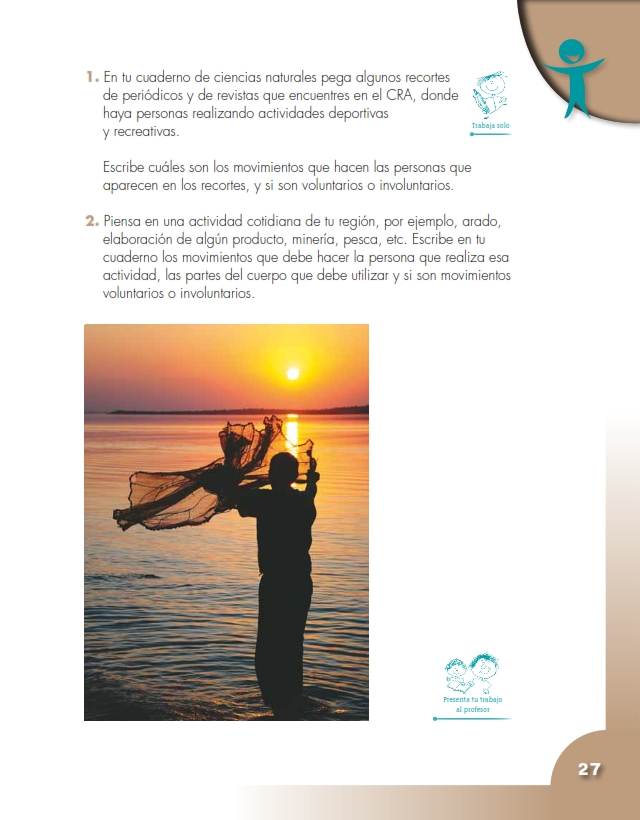 1. En tu cuaderno de ciencias naturales pega algunos recortes
de periódicos y de revistas que encuentres en el CRA, donde
haya personas realizando actividades deportivas
y recreativas.
Trabaja solo
Escribe cuáles son los movimientos que hacen las personas que
aparecen en los recortes, y si son voluntarios o involuntarios.
2. Piensa en una actividad cotidiana de tu región, por ejemplo, arado,
elaboración de algún producto, minería, pesca, etc. Escribe en tu
cuaderno los movimientos que debe hacer la persona que realiza esa
actividad, las partes del cuerpo que debe utilizar y si son movimientos
voluntarios o involuntarios.
Presenta tu trabajo
al profesor
27